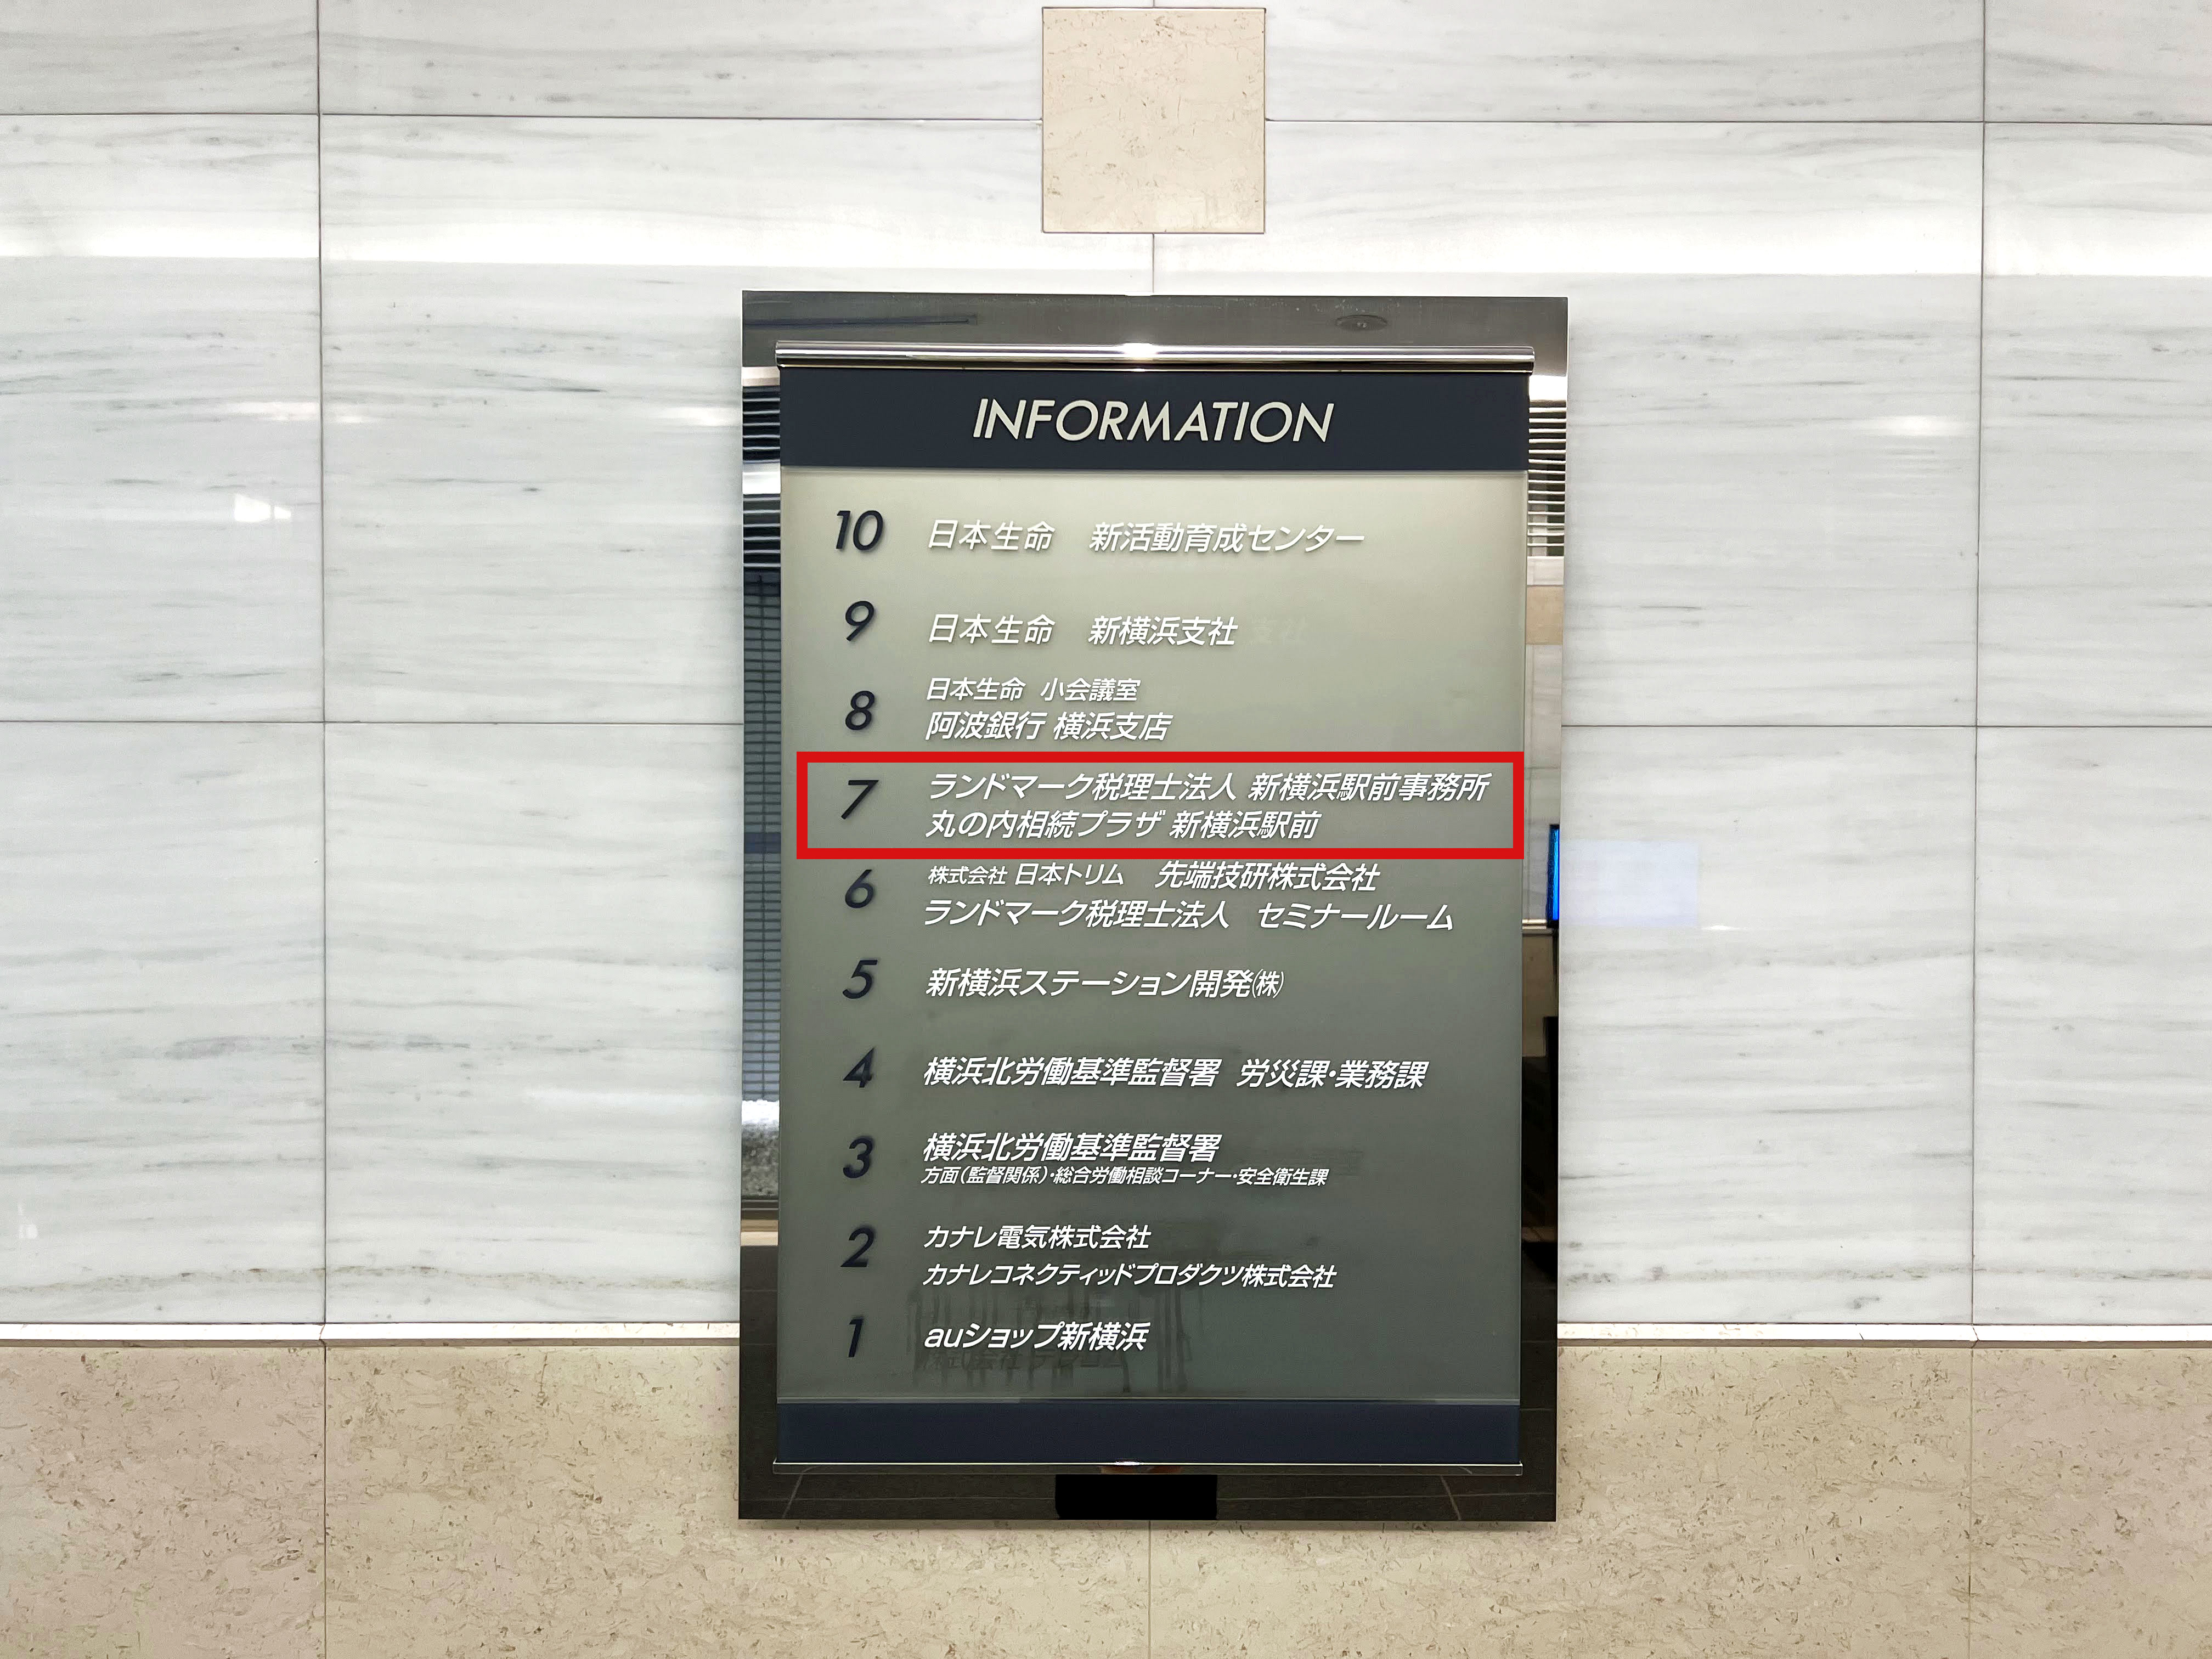 INFORMATION
10 日本生命 新活動育成センター
9 日本生命 新横浜支社
8 日本生命 小会議室
阿波銀行 横浜支店
7 ランドマーク税理士法人 新横浜駅前事務所
丸の内相続プラザ 新横浜駅前
6 株式会社 日本トリム 先端技研株式会社
ランドマーク税理士法人 セミナールーム
5 新横浜ステーション開発㈱
4 横浜北労働基準監督署 労災課・業務課
3 横浜北労働基準監督署
方面(監督関係)・総合労働相談コーナー・安全衛生課
2 カナレ電気株式会社
カナレコネクティッドプロダクツ株式会社
1 auショップ新横浜